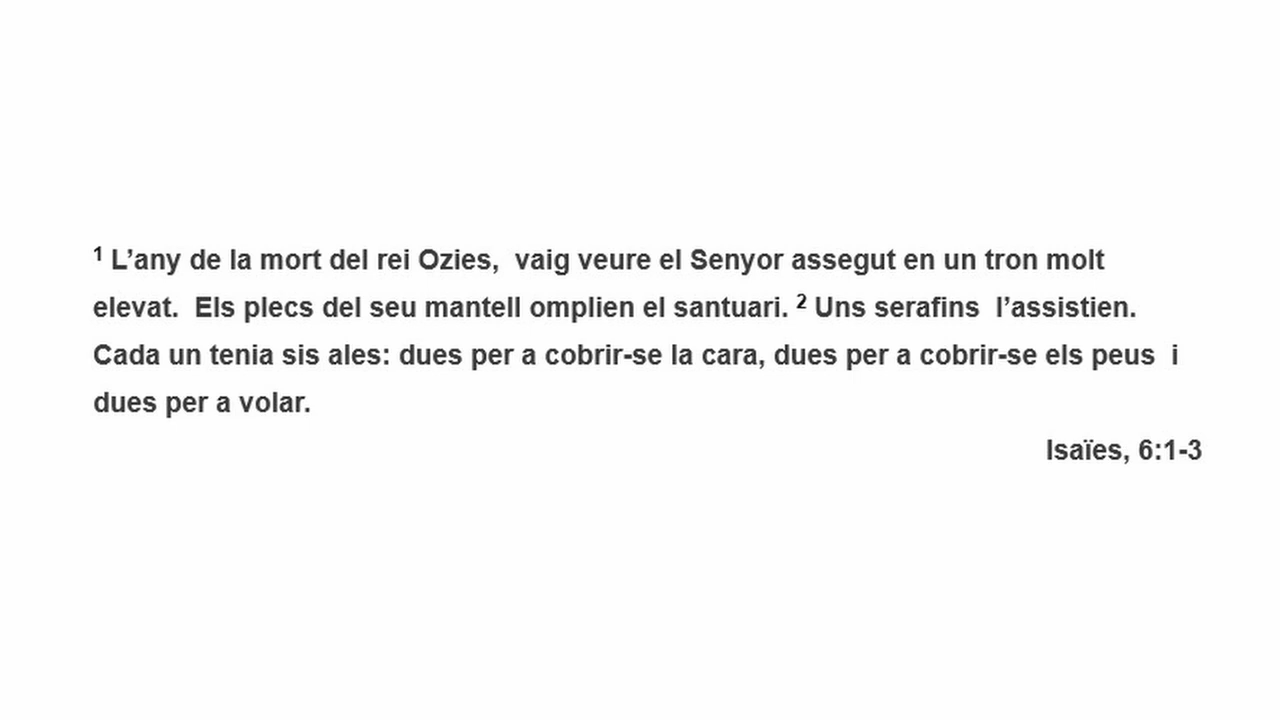 ¹ L’any de la mort del rei Ozies,  vaig veure el Senyor assegut en un tron molt
elevat.  Els plecs del seu mantell omplien el santuari. ² Uns serafins  l’assistien.
Cada un tenia sis ales: dues per a cobrir-se la cara, dues per a cobrir-se els peus  i
dues per a volar.
Isaïes, 6:1-3